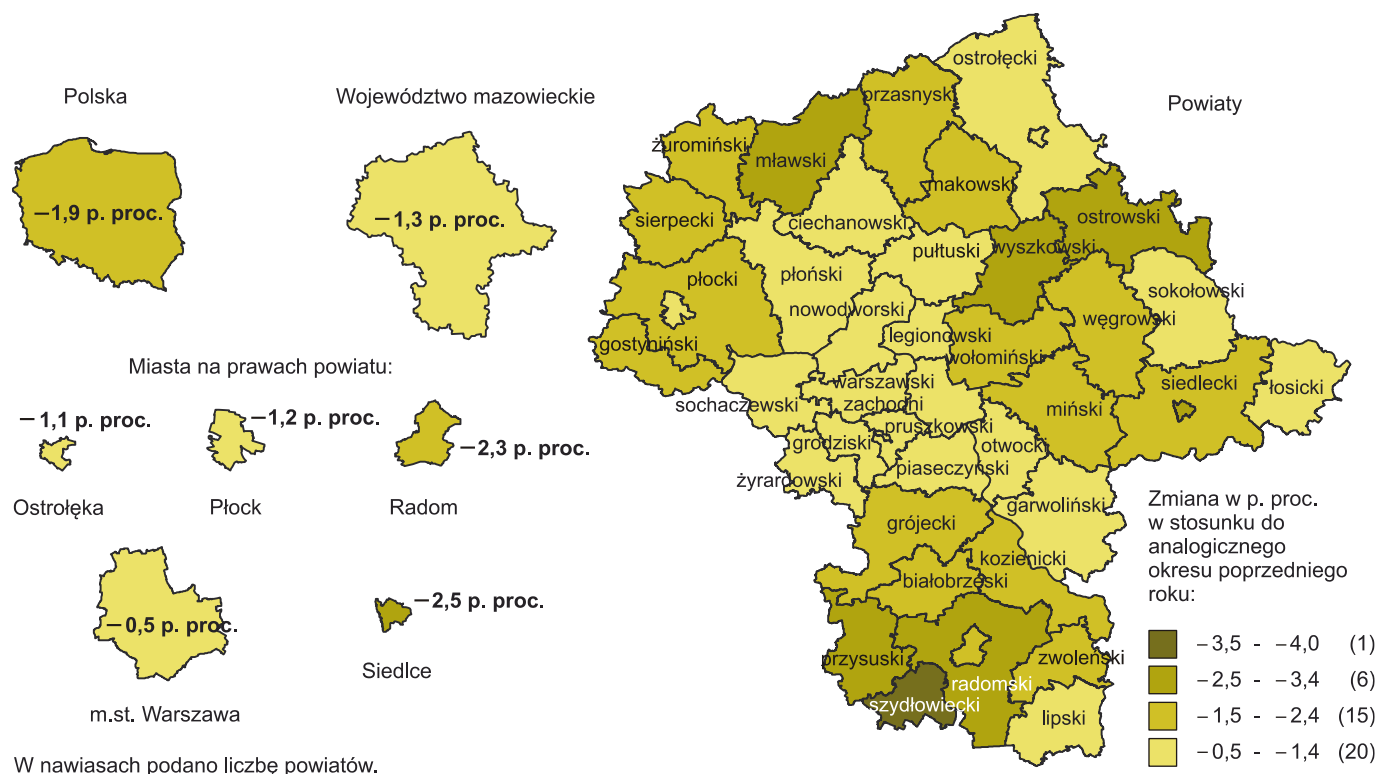 Polska
Województwo mazowieckie
Powiaty
−1,9 p. proc.
−1,3 p. proc.
Miasta na prawach powiatu:
−1,1 p. proc.
−1,2 p. proc.
−2,3 p. proc.
Ostrołęka
Płock
Radom
−0,5 p. proc.
−2,5 p. proc.
Siedlce
m.st. Warszawa
W nawiasach podano liczbę powiatów.
ostrołęcki
przasnyski
żuromiński
mławski
makowski
sierpecki
ciechanowski
ostrowski
wyszkowski
pułtuski
płocki
płoński
sokołowski
nowodworski
węgrowski
legionowski
gostyniński
wołomiński
siedlecki
łosicki
warszawski
zachodni
sochaczewski
miński
pruszkowski
grodziski
otwocki
piaseczyński
żyrardowski
garwoliński
grójecki
kozienicki
białobrzeski
przysuski
zwoleński
radomski
szydłowiecki
lipski
Zmiana w p. proc.
w stosunku do
analogicznego
okresu poprzedniego
roku:
−3,5 - −4,0 (1)
−2,5 - −3,4 (6)
−1,5 - −2,4 (15)
−0,5 - −1,4 (20)